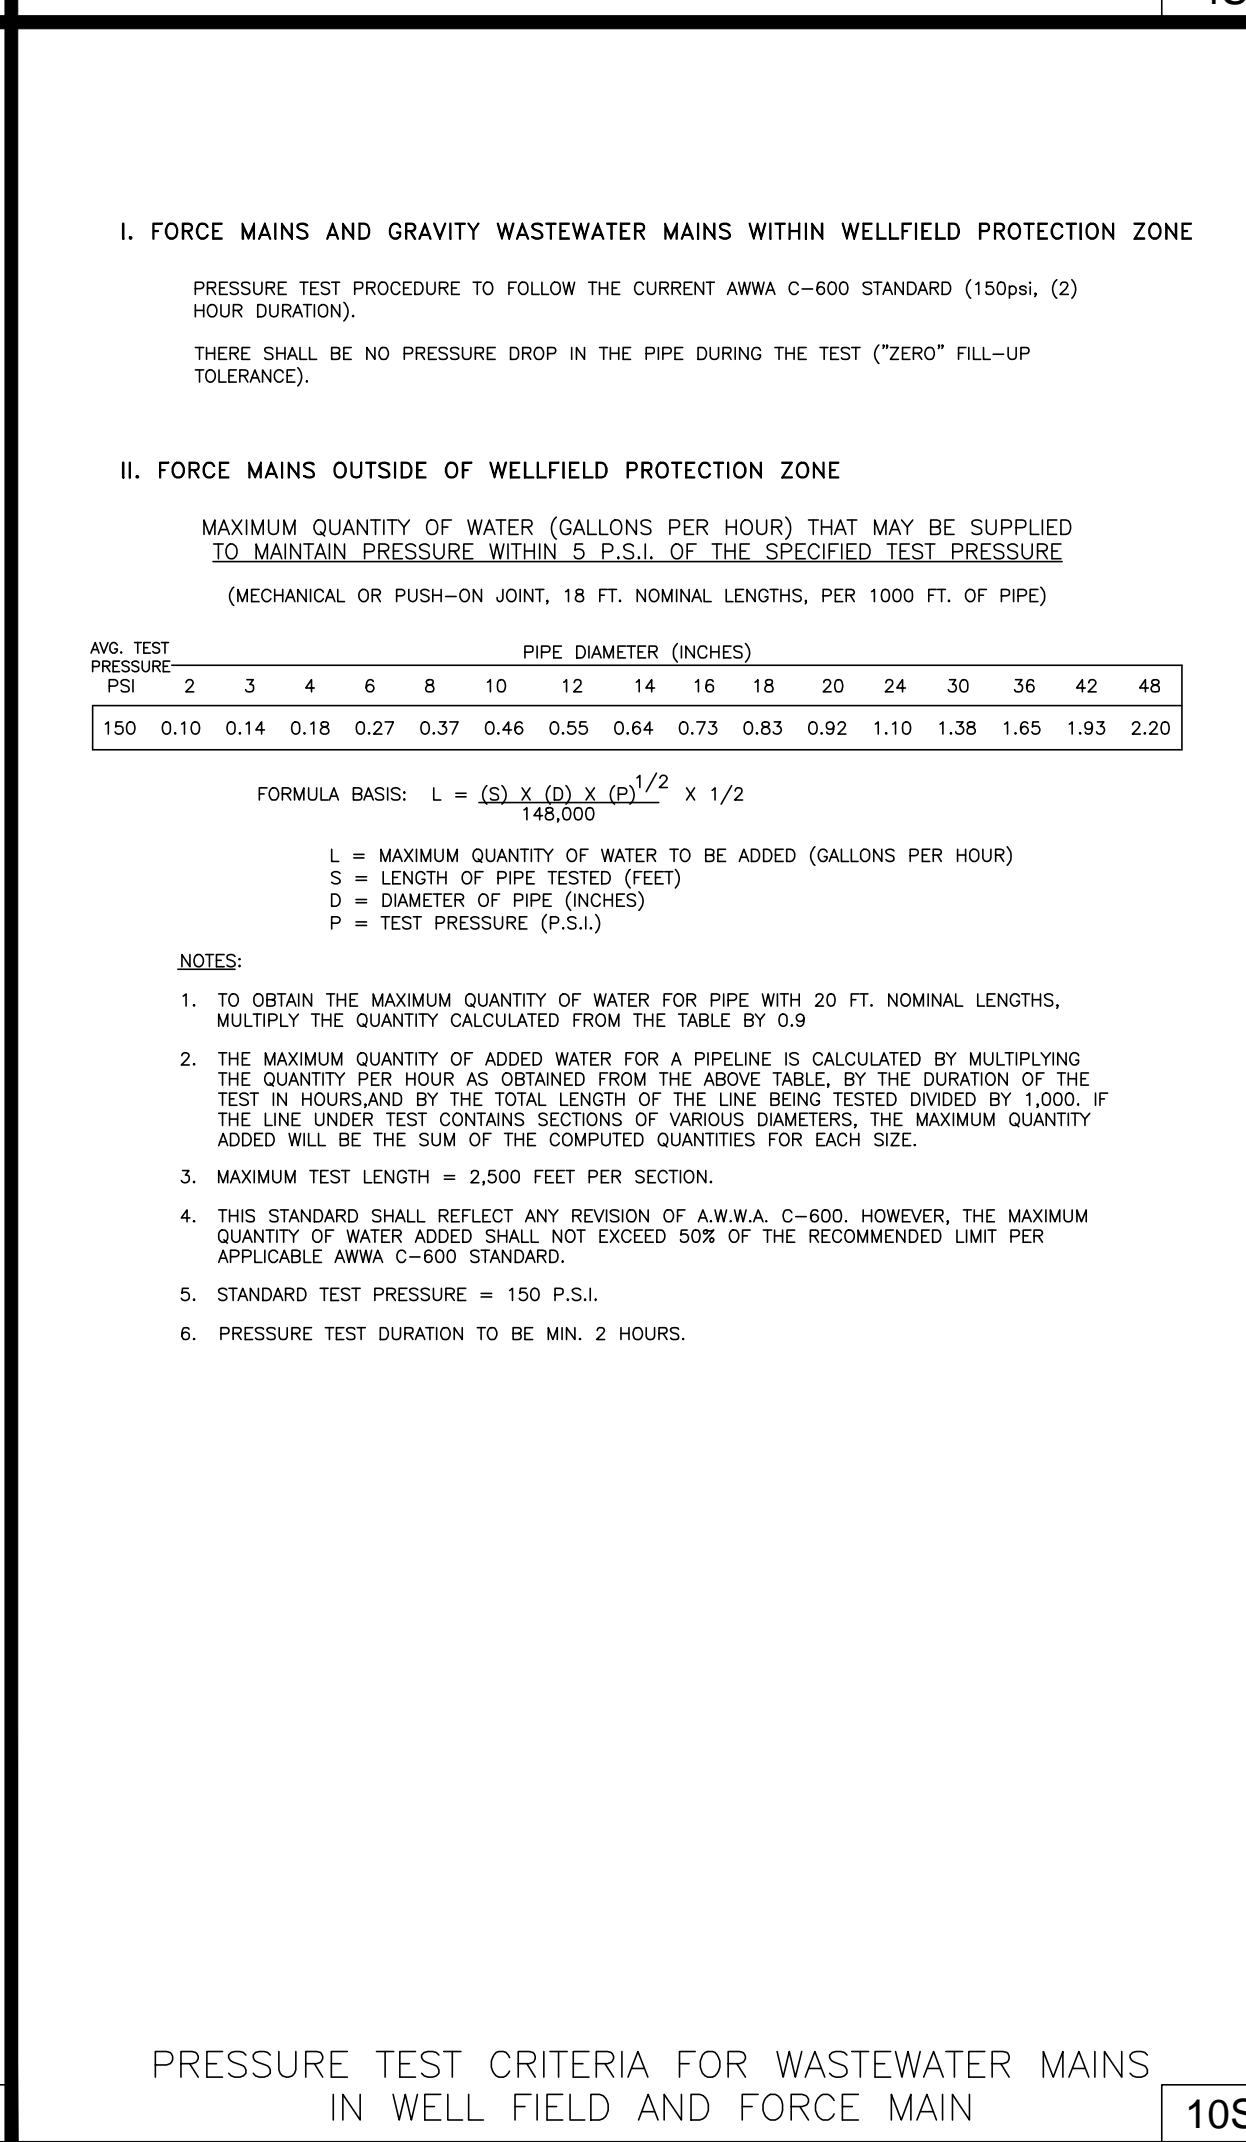 I. FORCE MAINS AND GRAVITY WASTEWATER MAINS WITHIN WELLFIELD PROTECTION ZONE
PRESSURE TEST PROCEDURE TO FOLLOW THE CURRENT AWWA C-600 STANDARD (150psi, (2)
HOUR DURATION).
THERE SHALL BE NO PRESSURE DROP IN THE PIPE DURING THE TEST ("ZERO" FILL-UP
TOLERANCE).
II. FORCE MAINS OUTSIDE OF WELLFIELD PROTECTION ZONE
MAXIMUM QUANTITY OF WATER (GALLONS PER HOUR) THAT MAY BE SUPPLIED
TO MAINTAIN PRESSURE WITHIN 5 P.S.I. OF THE SPECIFIED TEST PRESSURE
(MECHANICAL OR PUSH-ON JOINT, 18 FT. NOMINAL LENGTHS, PER 1000 FT. OF PIPE)
AVG. TEST
PRESSURE PIPE DIAMETER (INCHES)
PSI 2 3 4 6 8 10 12 14 16 18 20 24 30 36 42 48
150 0.10 0.14 0.18 0.27 0.37 0.46 0.55 0.64 0.73 0.83 0.92 1.10 1.38 1.65 1.93 2.20
FORMULA BASIS: L = (S) X (D) X (P)1/2 X 1/2
148,000
L = MAXIMUM QUANTITY OF WATER TO BE ADDED (GALLONS PER HOUR)
S = LENGTH OF PIPE TESTED (FEET)
D = DIAMETER OF PIPE (INCHES)
P = TEST PRESSURE (P.S.I.)
NOTES:
1. TO OBTAIN THE MAXIMUM QUANTITY OF WATER FOR PIPE WITH 20 FT. NOMINAL LENGTHS,
MULTIPLY THE QUANTITY CALCULATED FROM THE TABLE BY 0.9
2. THE MAXIMUM QUANTITY OF ADDED WATER FOR A PIPELINE IS CALCULATED BY MULTIPLYING
THE QUANTITY PER HOUR AS OBTAINED FROM THE ABOVE TABLE, BY THE DURATION OF THE
TEST IN HOURS,AND BY THE TOTAL LENGTH OF THE LINE BEING TESTED DIVIDED BY 1,000. IF
THE LINE UNDER TEST CONTAINS SECTIONS OF VARIOUS DIAMETERS, THE MAXIMUM QUANTITY
ADDED WILL BE THE SUM OF THE COMPUTED QUANTITIES FOR EACH SIZE.
3. MAXIMUM TEST LENGTH = 2,500 FEET PER SECTION.
4. THIS STANDARD SHALL REFLECT ANY REVISION OF A.W.W.A. C-600. HOWEVER, THE MAXIMUM
QUANTITY OF WATER ADDED SHALL NOT EXCEED 50% OF THE RECOMMENDED LIMIT PER
APPLICABLE AWWA C-600 STANDARD.
5. STANDARD TEST PRESSURE = 150 P.S.I.
6. PRESSURE TEST DURATION TO BE MIN. 2 HOURS.
PRESSURE TEST CRITERIA FOR WASTEWATER MAINS
IN WELL FIELD AND FORCE MAIN
10S